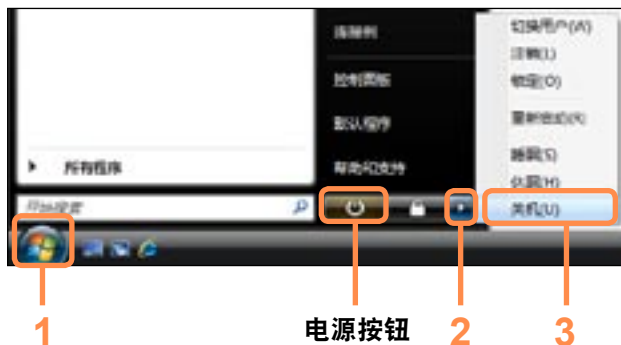 连接到
控制面板
默认程序
帮助和支持
所有程序
开始搜索
切换用户(W)
注销(L)
锁定(O)
重新启动(R)
睡眠(S)
休眠(H)
关机(U)
1
电源按钮
2
3